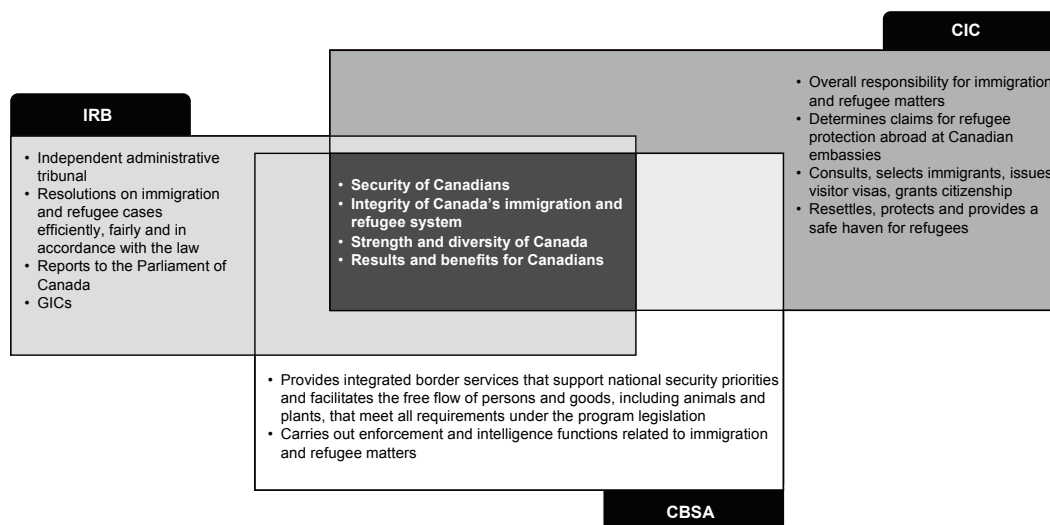 CIC
• Overall responsibility for immigration
and refugee matters
• Determines claims for refugee
protection abroad at Canadian
embassies
• Consults, selects immigrants, issues
visitor visas, grants citizenship
• Resettles, protects and provides a
safe haven for refugees
IRB
• Independent administrative
tribunal
• Resolutions on immigration
and refugee cases
efficiently, fairly and in
accordance with the law
• Reports to the Parliament of
Canada
• GICs
• Security of Canadians
• Integrity of Canada’s immigration and
refugee system
• Strength and diversity of Canada
• Results and benefits for Canadians
• Provides integrated border services that support national security priorities
and facilitates the free flow of persons and goods, including animals and
plants, that meet all requirements under the program legislation
• Carries out enforcement and intelligence functions related to immigration
and refugee matters
CBSA